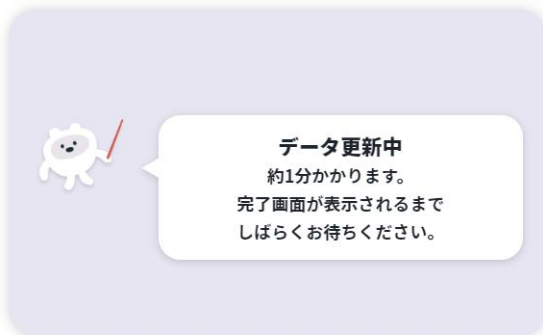 データ更新中
約1分かかります。
完了画面が表示されるまで
しばらくお待ちください。